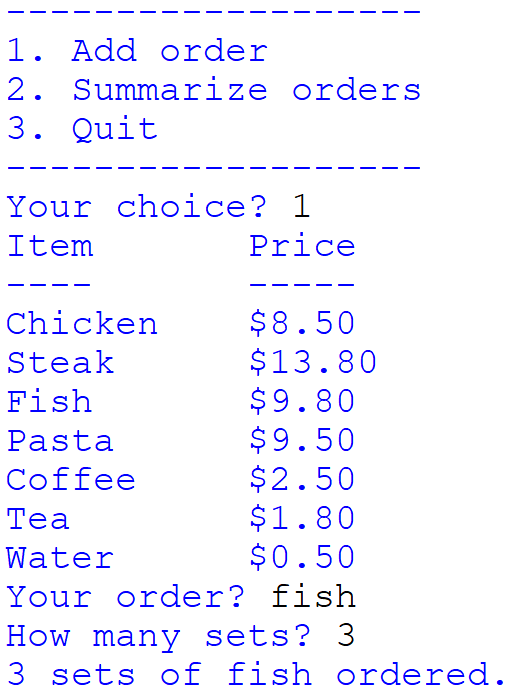 -------------------
1. Add order
2. Summarize orders
3. Quit
-------------------
Your choice? 1
Item       Price
----       -----
Chicken    $8.50
Steak      $13.80
Fish       $9.80
Pasta      $9.50
Coffee     $2.50
Tea        $1.80
Water      $0.50
Your order? fish
How many sets? 3
3 sets of fish ordered.